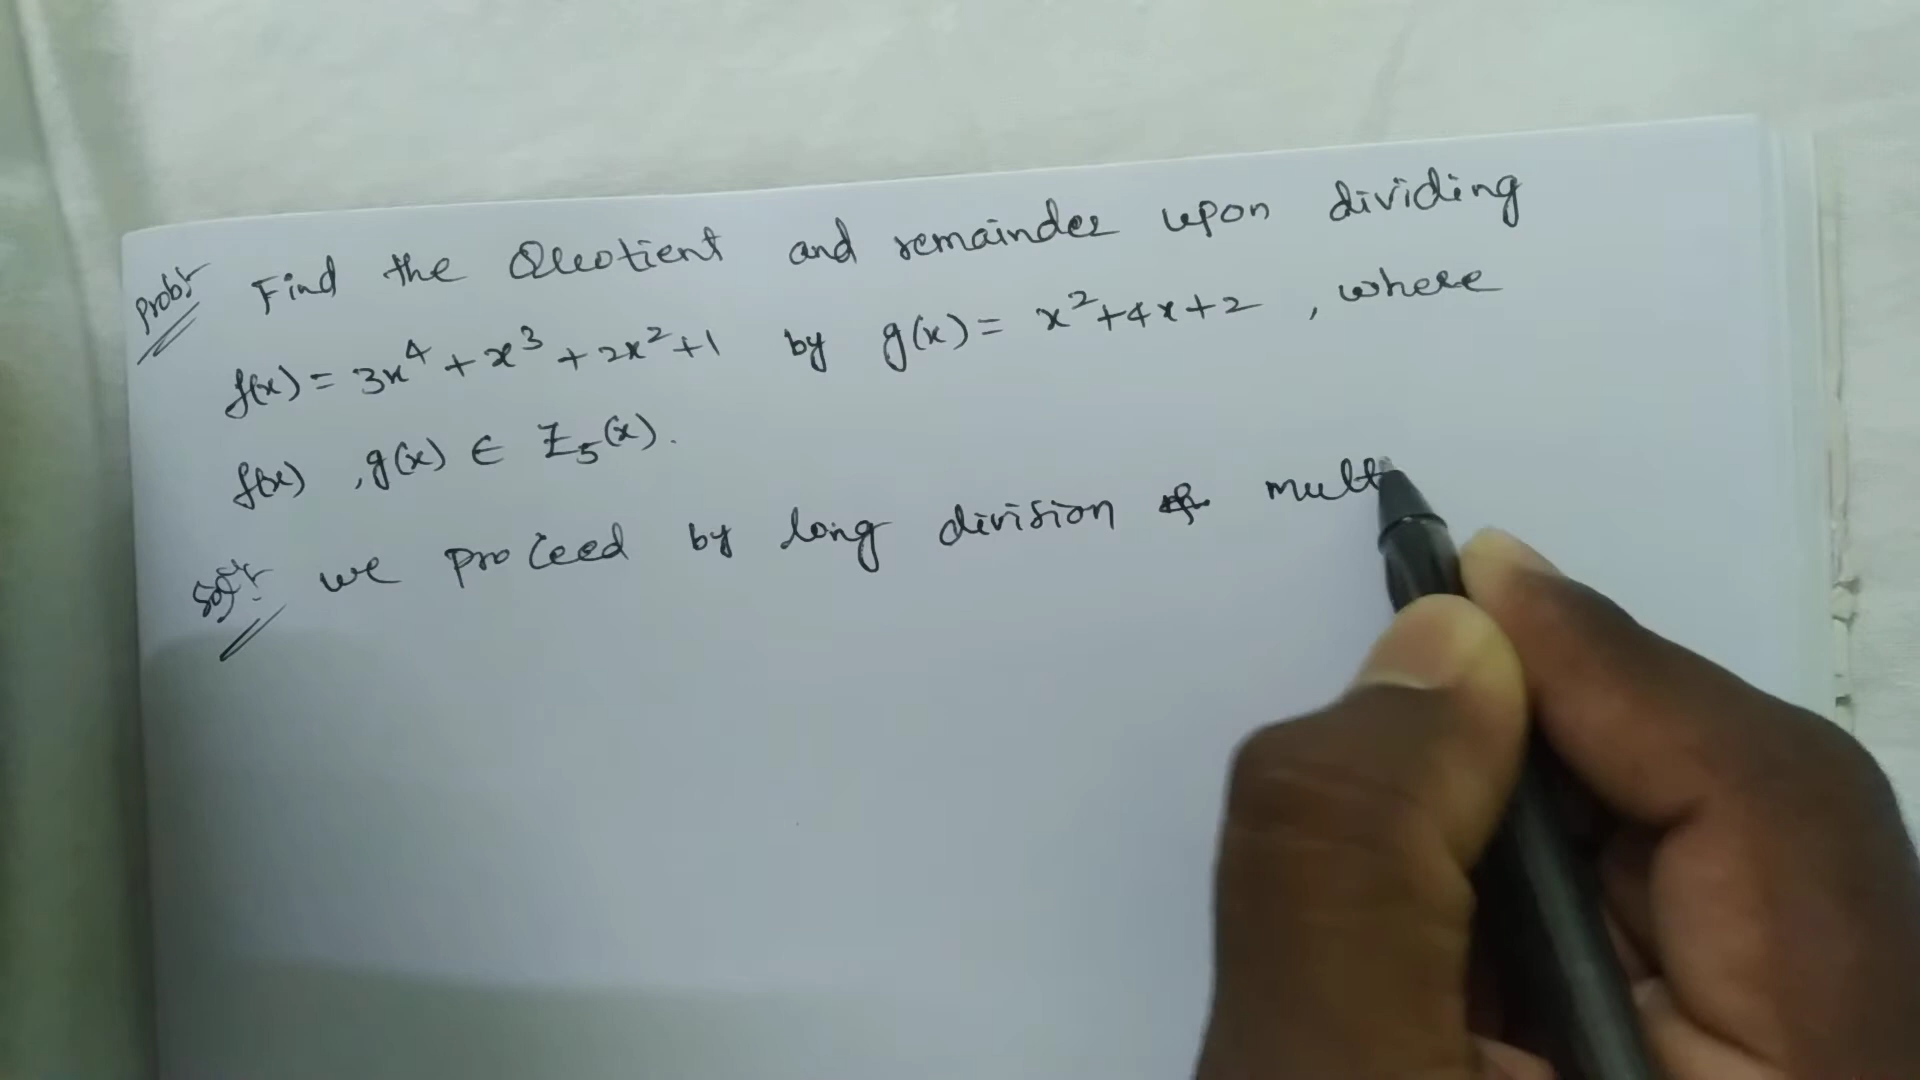 Prob:- Find the Quotient and remainder upon dividing
f(x) = 3x⁴ + x³ + 2x² + 1 by g(x) = x² + 4x + 2 , where
f(x) , g(x) ∈ Z₅(x).
Sol:- we proceed by long division mult